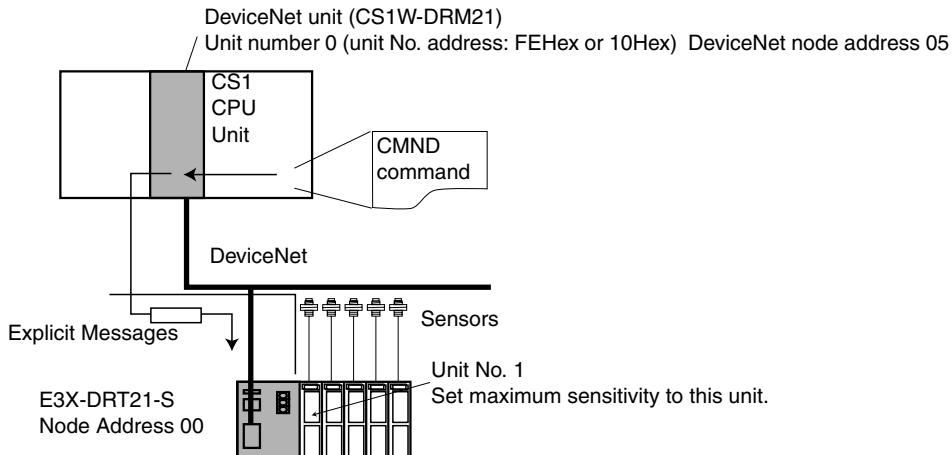 DeviceNet unit (CS1W-DRM21)
Unit number 0 (unit No. address: FEHex or 10Hex)  DeviceNet node address 05
CS1
CPU
Unit
CMND
command
DeviceNet
Sensors
Explicit Messages
Unit No. 1
Set maximum sensitivity to this unit.
E3X-DRT21-S
Node Address 00